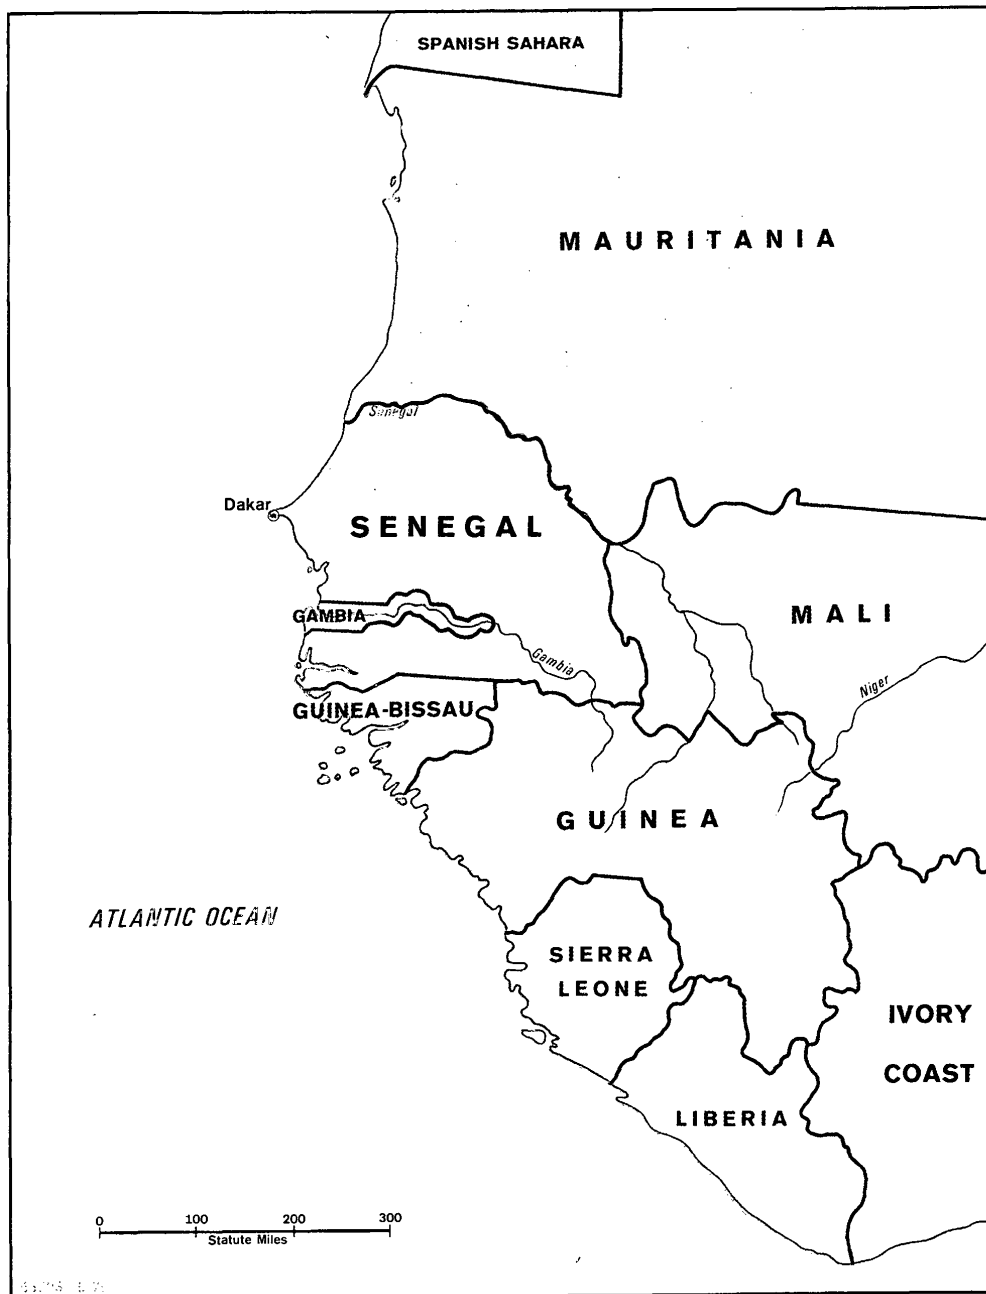 SPANISH SAHARA
MAURITANIA
Senegal
Dakar
SENEGAL
GAMBIA
MALI
Gambia
Niger
GUINEA-BISSAU
GUINEA
ATLANTIC OCEAN
SIERRA
LEONE
IVORY
COAST
LIBERIA
0 100 200 300
Statute Miles